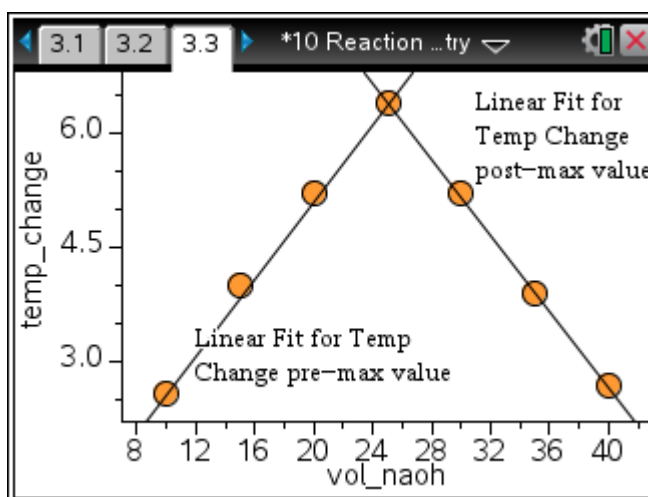 3.1 3.2 3.3 *10 Reaction ...try
Linear Fit for
Temp Change
post-max value
6.0
4.5
3.0
temp_change
Linear Fit for Temp
Change pre-max value
8 12 16 20 24 28 32 36 40
vol_naoh